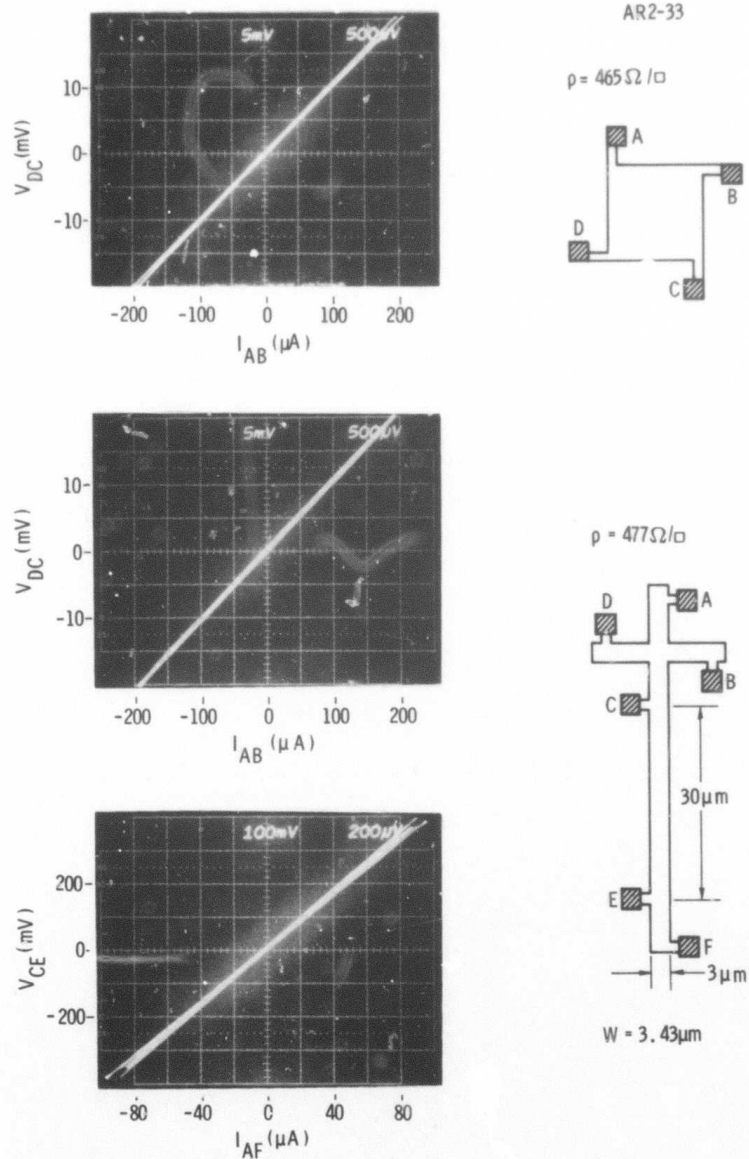 AR2-33
5mV 500µV
10
0
-10
V_DC (mV)
-200 -100 0 100 200
I_AB (µA)
ρ = 465 Ω/□
A
B
D
C
5mV 500µV
10
0
-10
V_DC (mV)
-200 -100 0 100 200
I_AB (µA)
ρ = 477 Ω/□
D
A
B
C
30µm
E
F
3µm
W = 3.43µm
100mV 200µV
200
0
-200
V_CE (mV)
-80 -40 0 40 80
I_AF (µA)